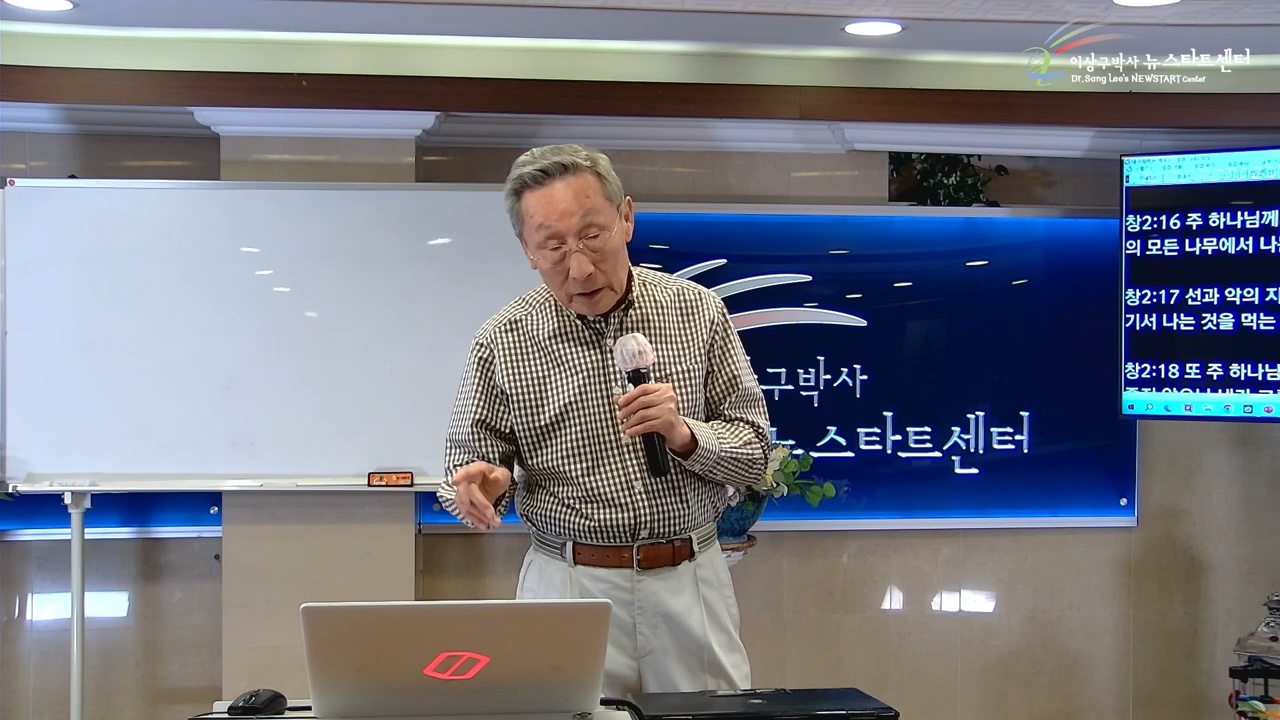 이상구박사 뉴스타트센터
Dr. Sang Lee's NEWSTART Center
창2:16 주 하나님께
의 모든 나무에서 나
창2:17 선과 악의 지
기서 나는 것을 먹는
창2:18 또 주 하나님
구박사
뉴스타트센터